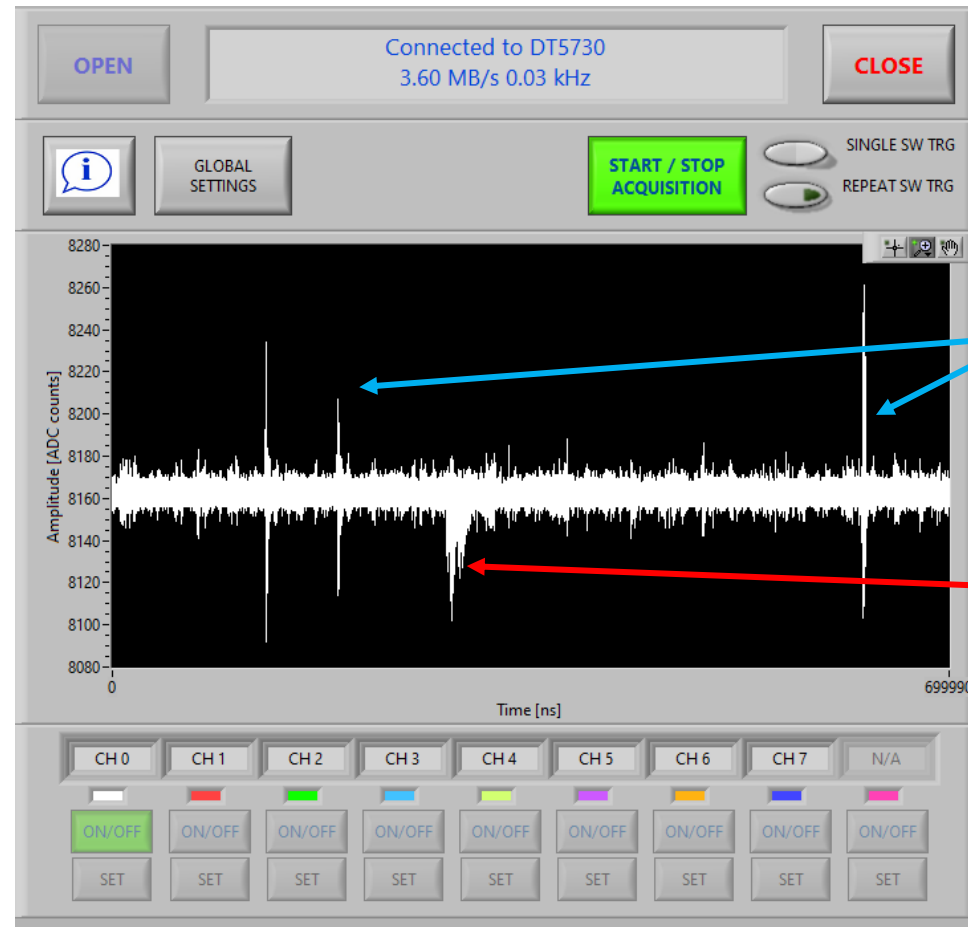 OPEN
Connected to DT5730
3.60 MB/s 0.03 kHz
CLOSE
i
GLOBAL
SETTINGS
START / STOP
ACQUISITION
SINGLE SW TRG
REPEAT SW TRG
8280
8260
8240
8220
8200
8180
8160
8140
8120
8100
8080
Amplitude [ADC counts]
0
699990
Time [ns]
CH 0 CH 1 CH 2 CH 3 CH 4 CH 5 CH 6 CH 7 N/A
ON/OFF ON/OFF ON/OFF ON/OFF ON/OFF ON/OFF ON/OFF ON/OFF ON/OFF
SET SET SET SET SET SET SET SET SET